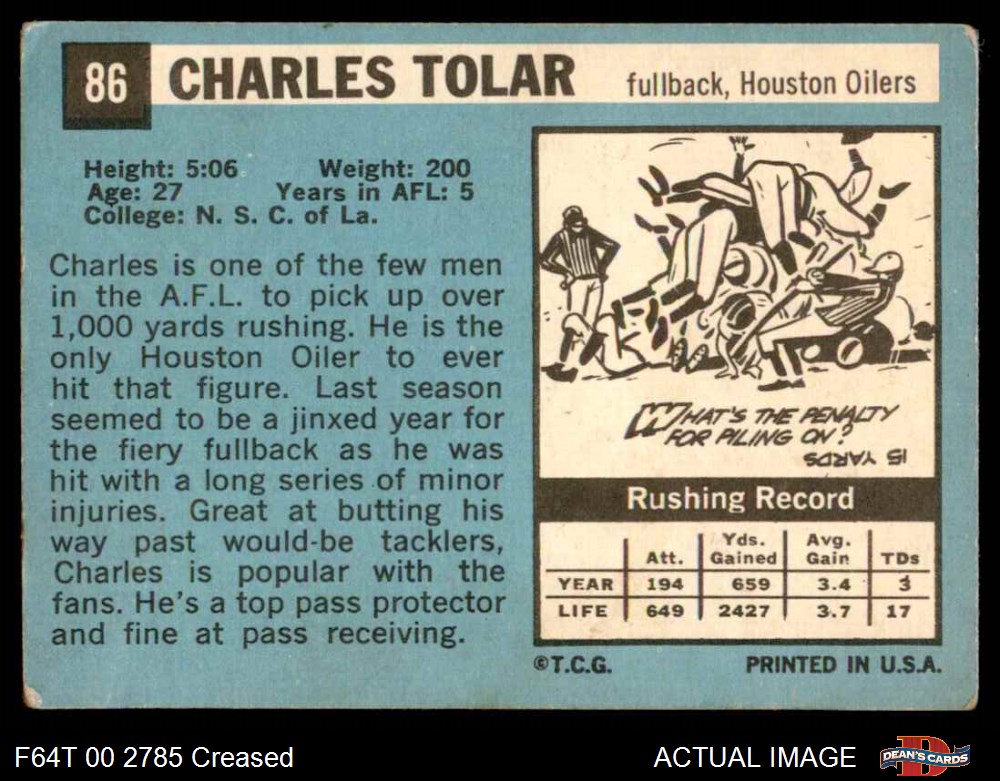 86 CHARLES TOLAR fullback, Houston Oilers
Height: 5:06 Weight: 200
Age: 27 Years in AFL: 5
College: N. S. C. of La.
Charles is one of the few men
in the A.F.L. to pick up over
1,000 yards rushing. He is the
only Houston Oiler to ever
hit that figure. Last season
seemed to be a jinxed year for
the fiery fullback as he was
hit with a long series of minor
injuries. Great at butting his
way past would-be tacklers,
Charles is popular with the
fans. He's a top pass protector
and fine at pass receiving.
WHAT'S THE PENALTY
FOR PILING ON?
15 YARDS
Rushing Record
Att. Yds. Gained Avg. Gain TDs
YEAR 194 659 3.4 3
LIFE 649 2427 3.7 17
©T.C.G. PRINTED IN U.S.A.
F64T 00 2785 Creased ACTUAL IMAGE D DEAN'S CARDS